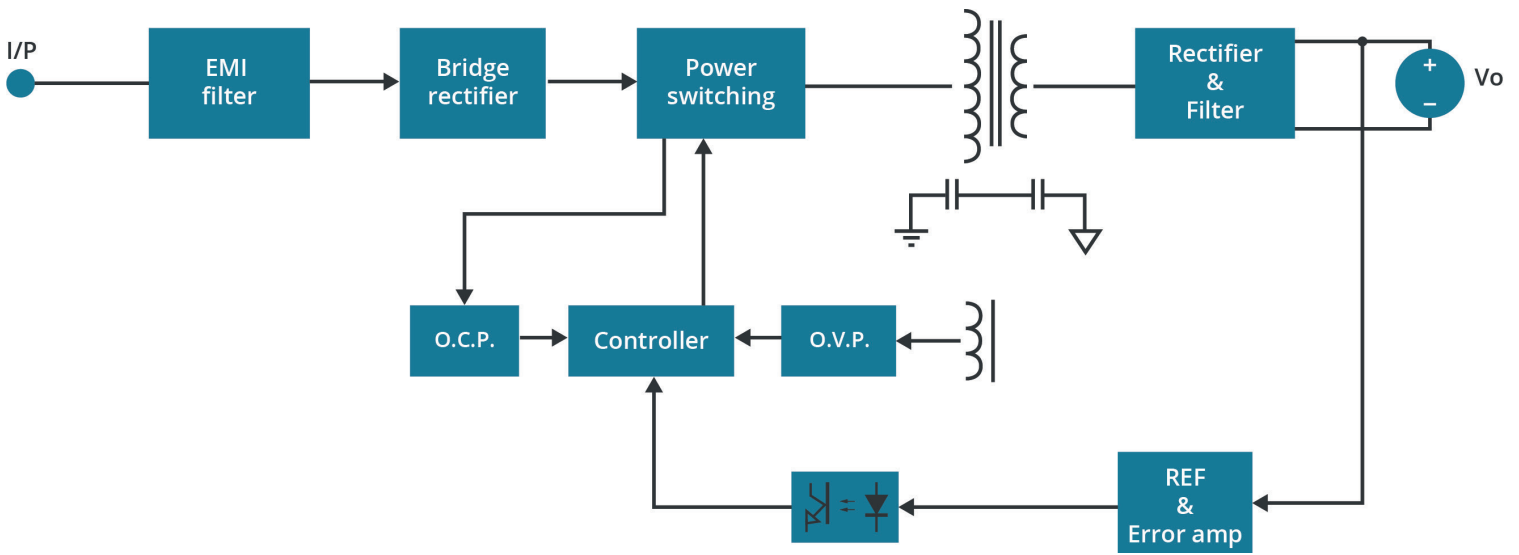 I/P
EMI
filter
Bridge
rectifier
Power
switching
Rectifier
&
Filter
+
−
Vo
O.C.P.
Controller
O.V.P.
REF
&
Error amp